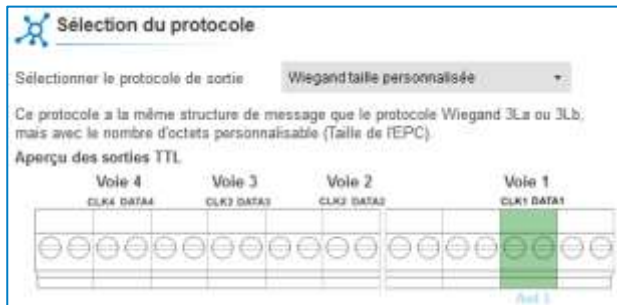 Sélection du protocole
Sélectionner le protocole de sortie Wiegand taille personnalisée
Ce protocole a la même structure de message que le protocole Wiegand 3La ou 3Lb,
mais avec le nombre d'octets personnalisable (Taille de l'EPC).
Aperçu des sorties TTL
Voie 4 Voie 3 Voie 2 Voie 1
CLK4 DATA4 CLK3 DATA3 CLK2 DATA2 CLK1 DATA1
Ant 1